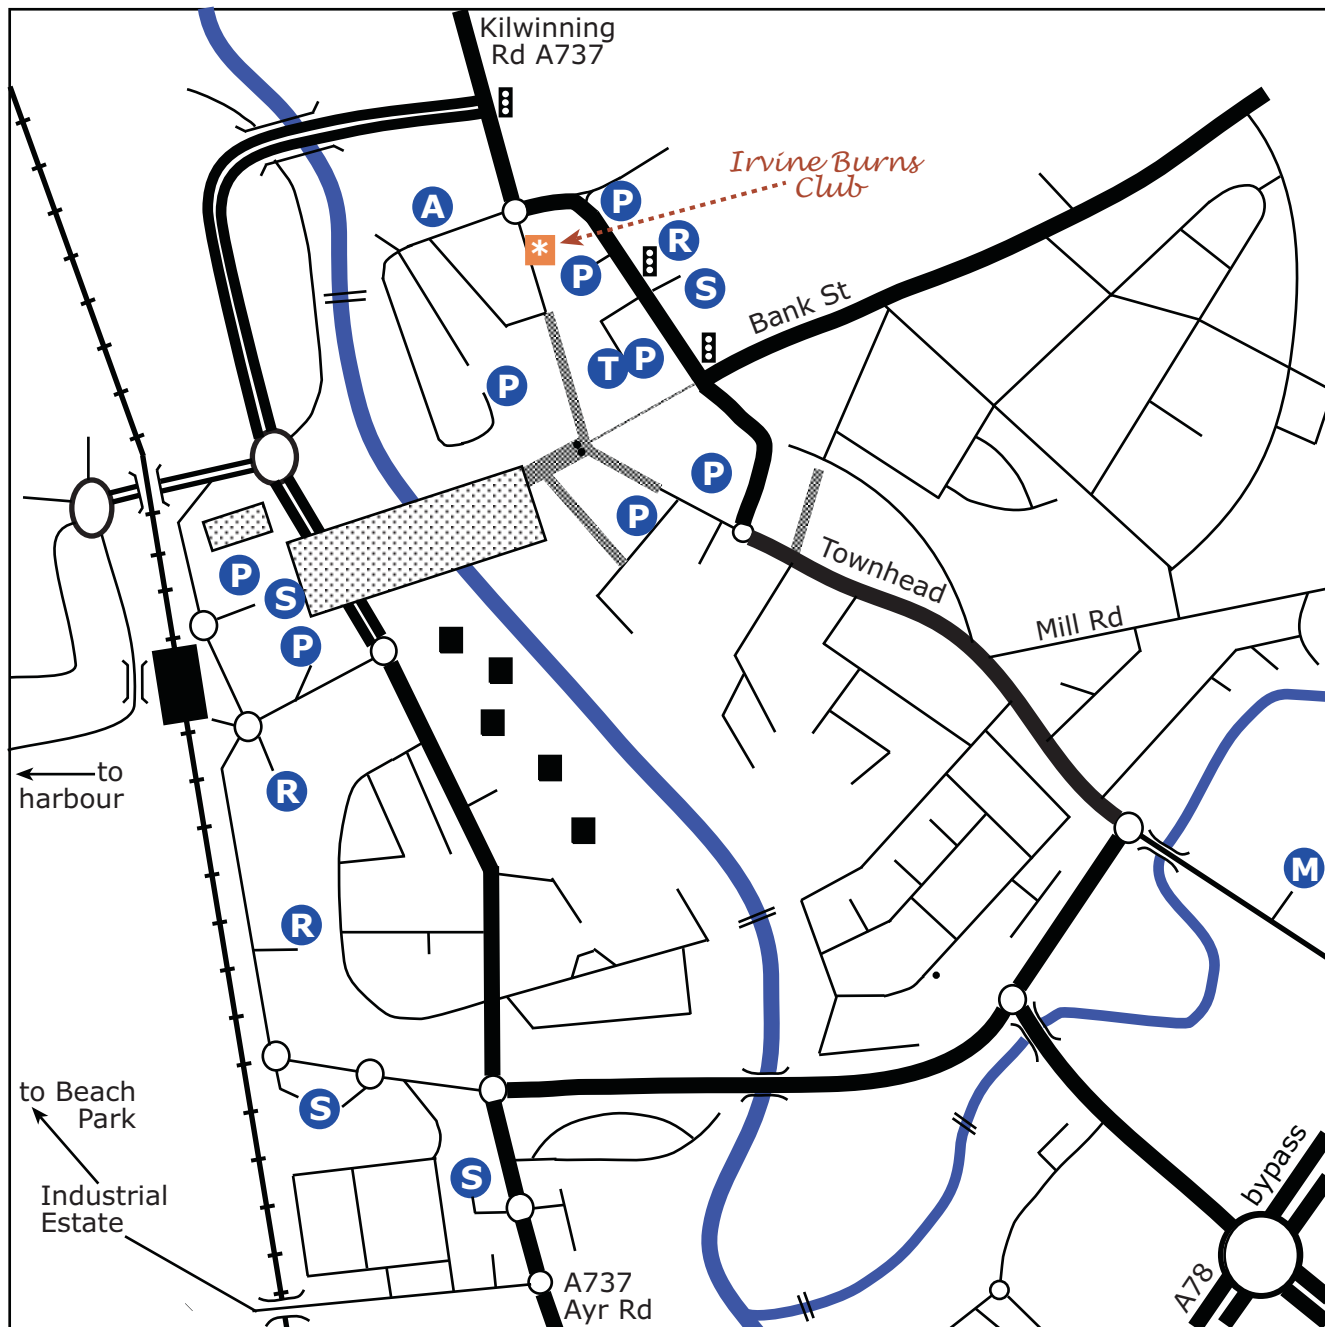 Kilwinning
Rd A737
Irvine Burns
Club
A
P
*
R
P
S
Bank St
T
P
P
P
P
Townhead
P
S
P
Mill Rd
to
harbour
R
M
R
to Beach
Park
S
S
Industrial
Estate
bypass
A78
A737
Ayr Rd